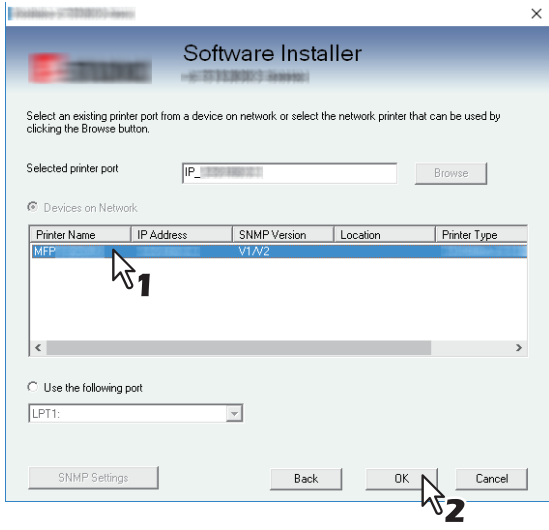 Software Installer
Select an existing printer port from a device on network or select the network printer that can be used by
clicking the Browse button.
Selected printer port IP_ Browse
Devices on Network
Printer Name IP Address SNMP Version Location Printer Type
MFP V1/V2
1
Use the following port
LPT1:
SNMP Settings Back OK Cancel
2